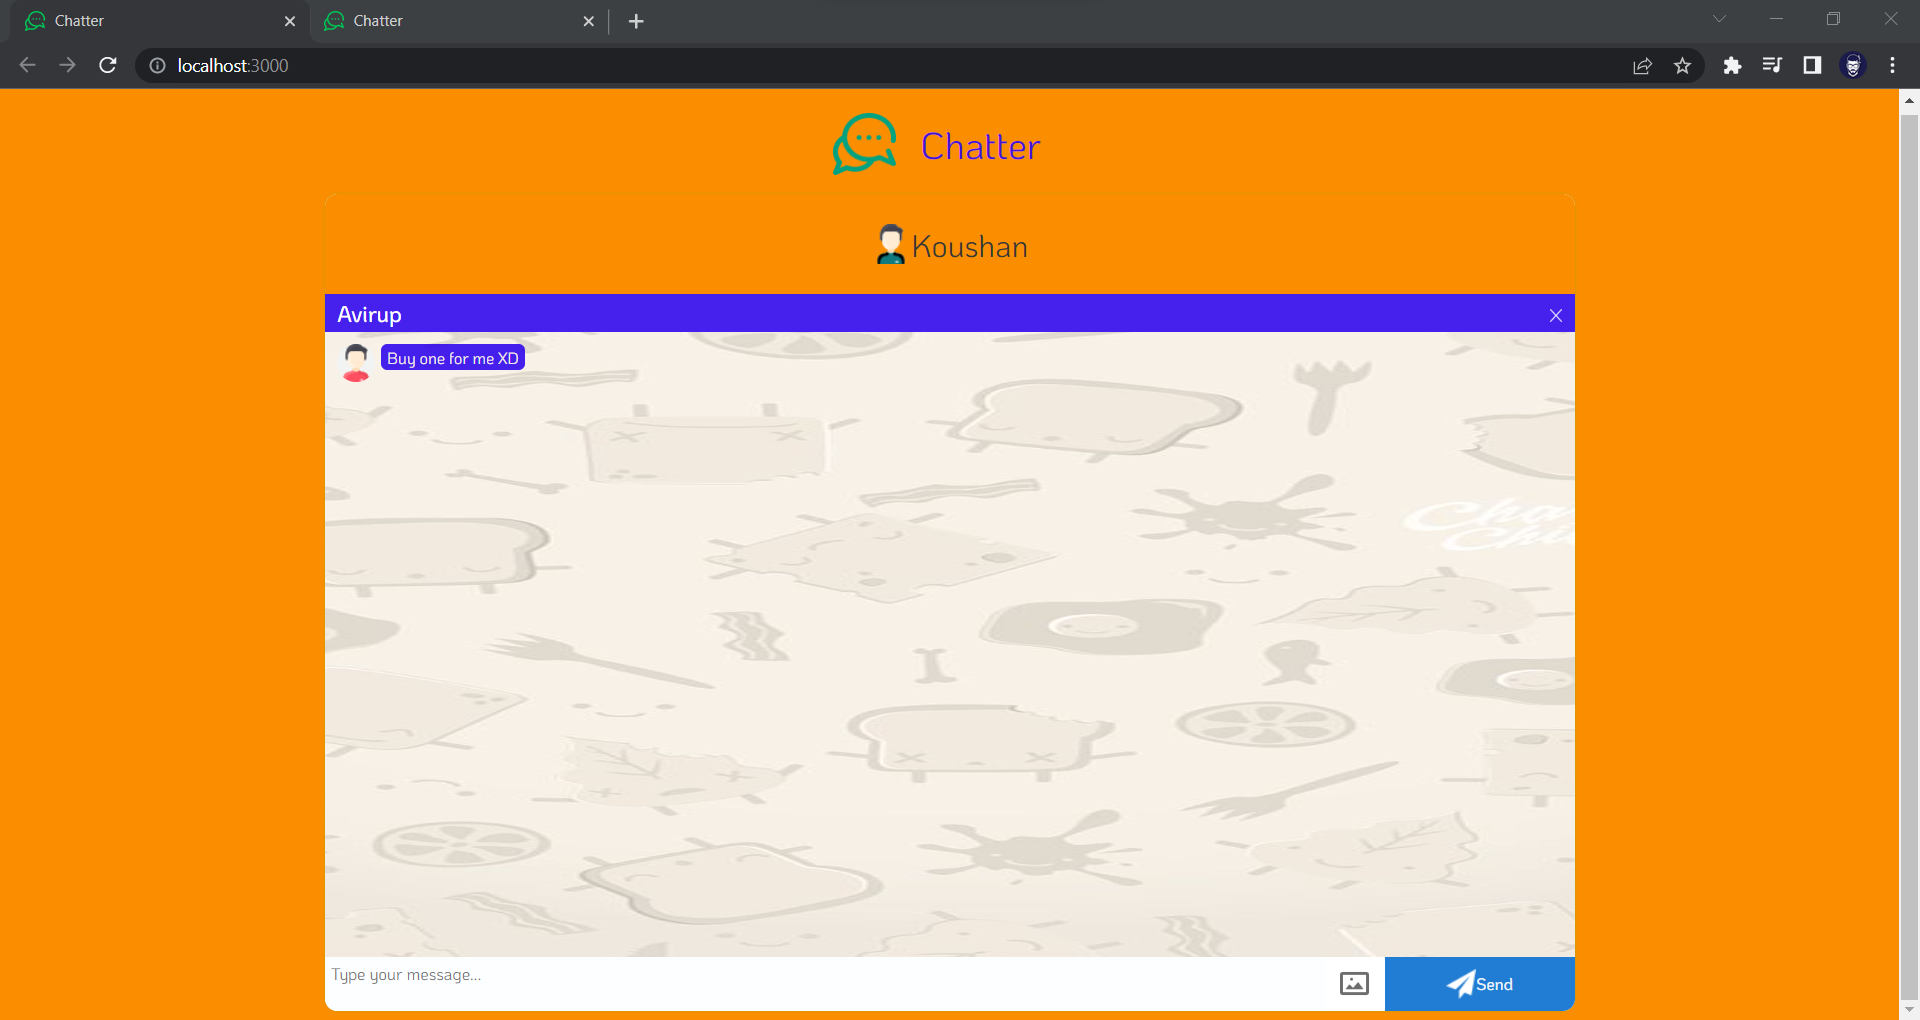 Chatter
Chatter
localhost:3000
Chatter
Koushan
Avirup
Buy one for me XD
Type your message...
Send